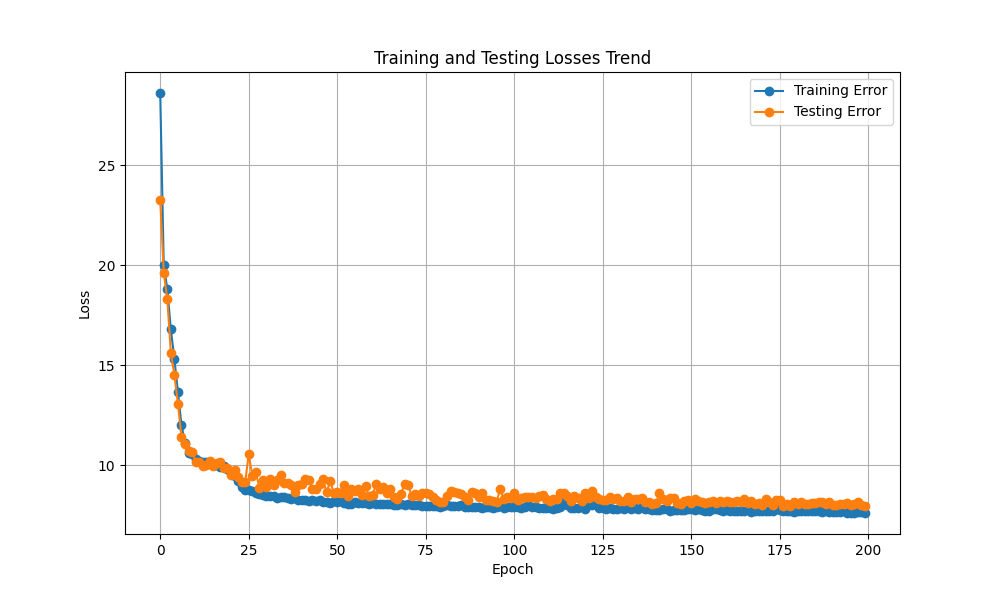 Training and Testing Losses Trend
Training Error
Testing Error
25
20
15
10
Loss
0 25 50 75 100 125 150 175 200
Epoch